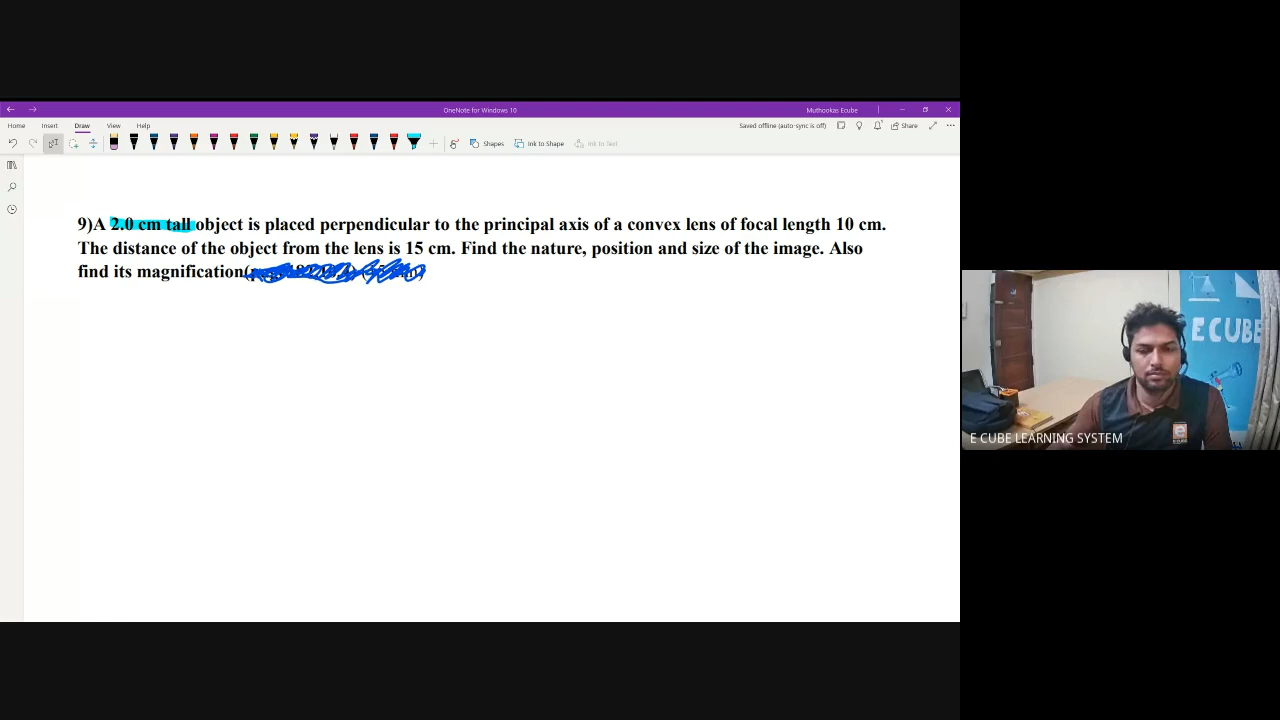 OneNote for Windows 10
Muthookas Ecube
Home Insert Draw View Help
Saved offline (auto-sync is off)
Share
Shapes
Ink to Shape
Ink to Text
9)A 2.0 cm tall object is placed perpendicular to the principal axis of a convex lens of focal length 10 cm.
The distance of the object from the lens is 15 cm. Find the nature, position and size of the image. Also
find its magnification
E CUBE
E CUBE LEARNING SYSTEM